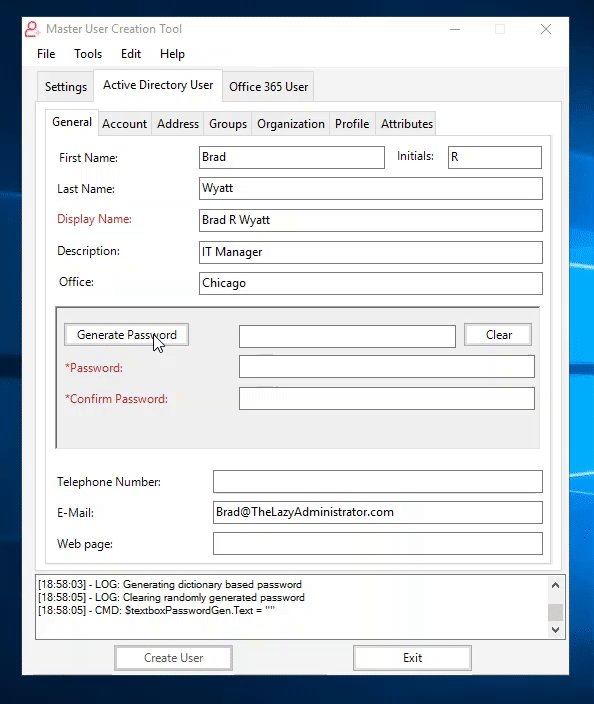 Master User Creation Tool
File Tools Edit Help
Settings Active Directory User Office 365 User
General Account Address Groups Organization Profile Attributes
First Name: Brad Initials: R
Last Name: Wyatt
Display Name: Brad R Wyatt
Description: IT Manager
Office: Chicago
Generate Password Clear
*Password:
*Confirm Password:
Telephone Number:
E-Mail: Brad@TheLazyAdministrator.com
Web page:
[18:58:03] - LOG: Generating dictionary based password
[18:58:05] - LOG: Clearing randomly generated password
[18:58:05] - CMD: $textboxPasswordGen.Text = ""
Create User Exit